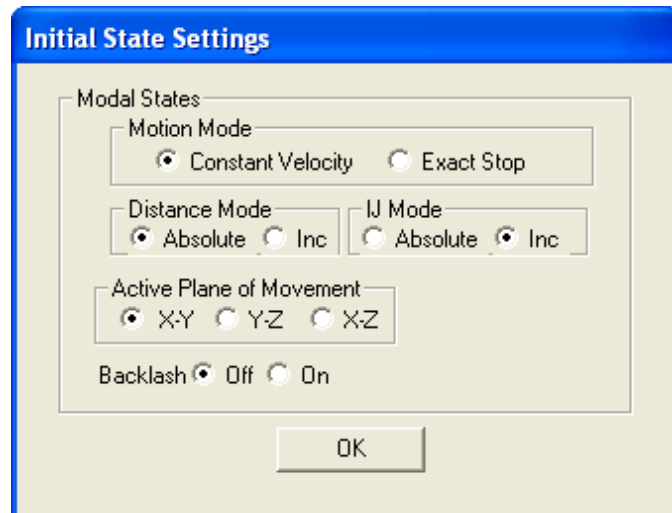 Initial State Settings
Modal States
Motion Mode
Constant Velocity Exact Stop
Distance Mode IJ Mode
Absolute Inc Absolute Inc
Active Plane of Movement
X-Y Y-Z X-Z
Backlash Off On
OK